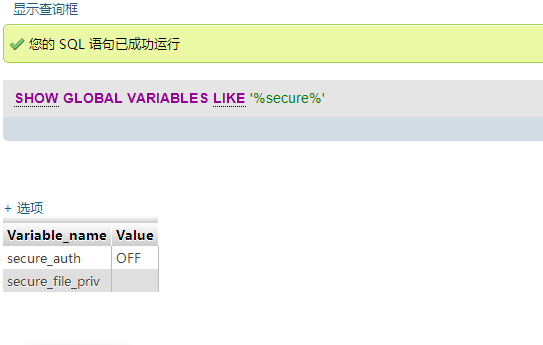 显示查询框
您的 SQL 语句已成功运行
SHOW GLOBAL VARIABLES LIKE '%secure%'
+ 选项
Variable_name Value
secure_auth OFF
secure_file_priv